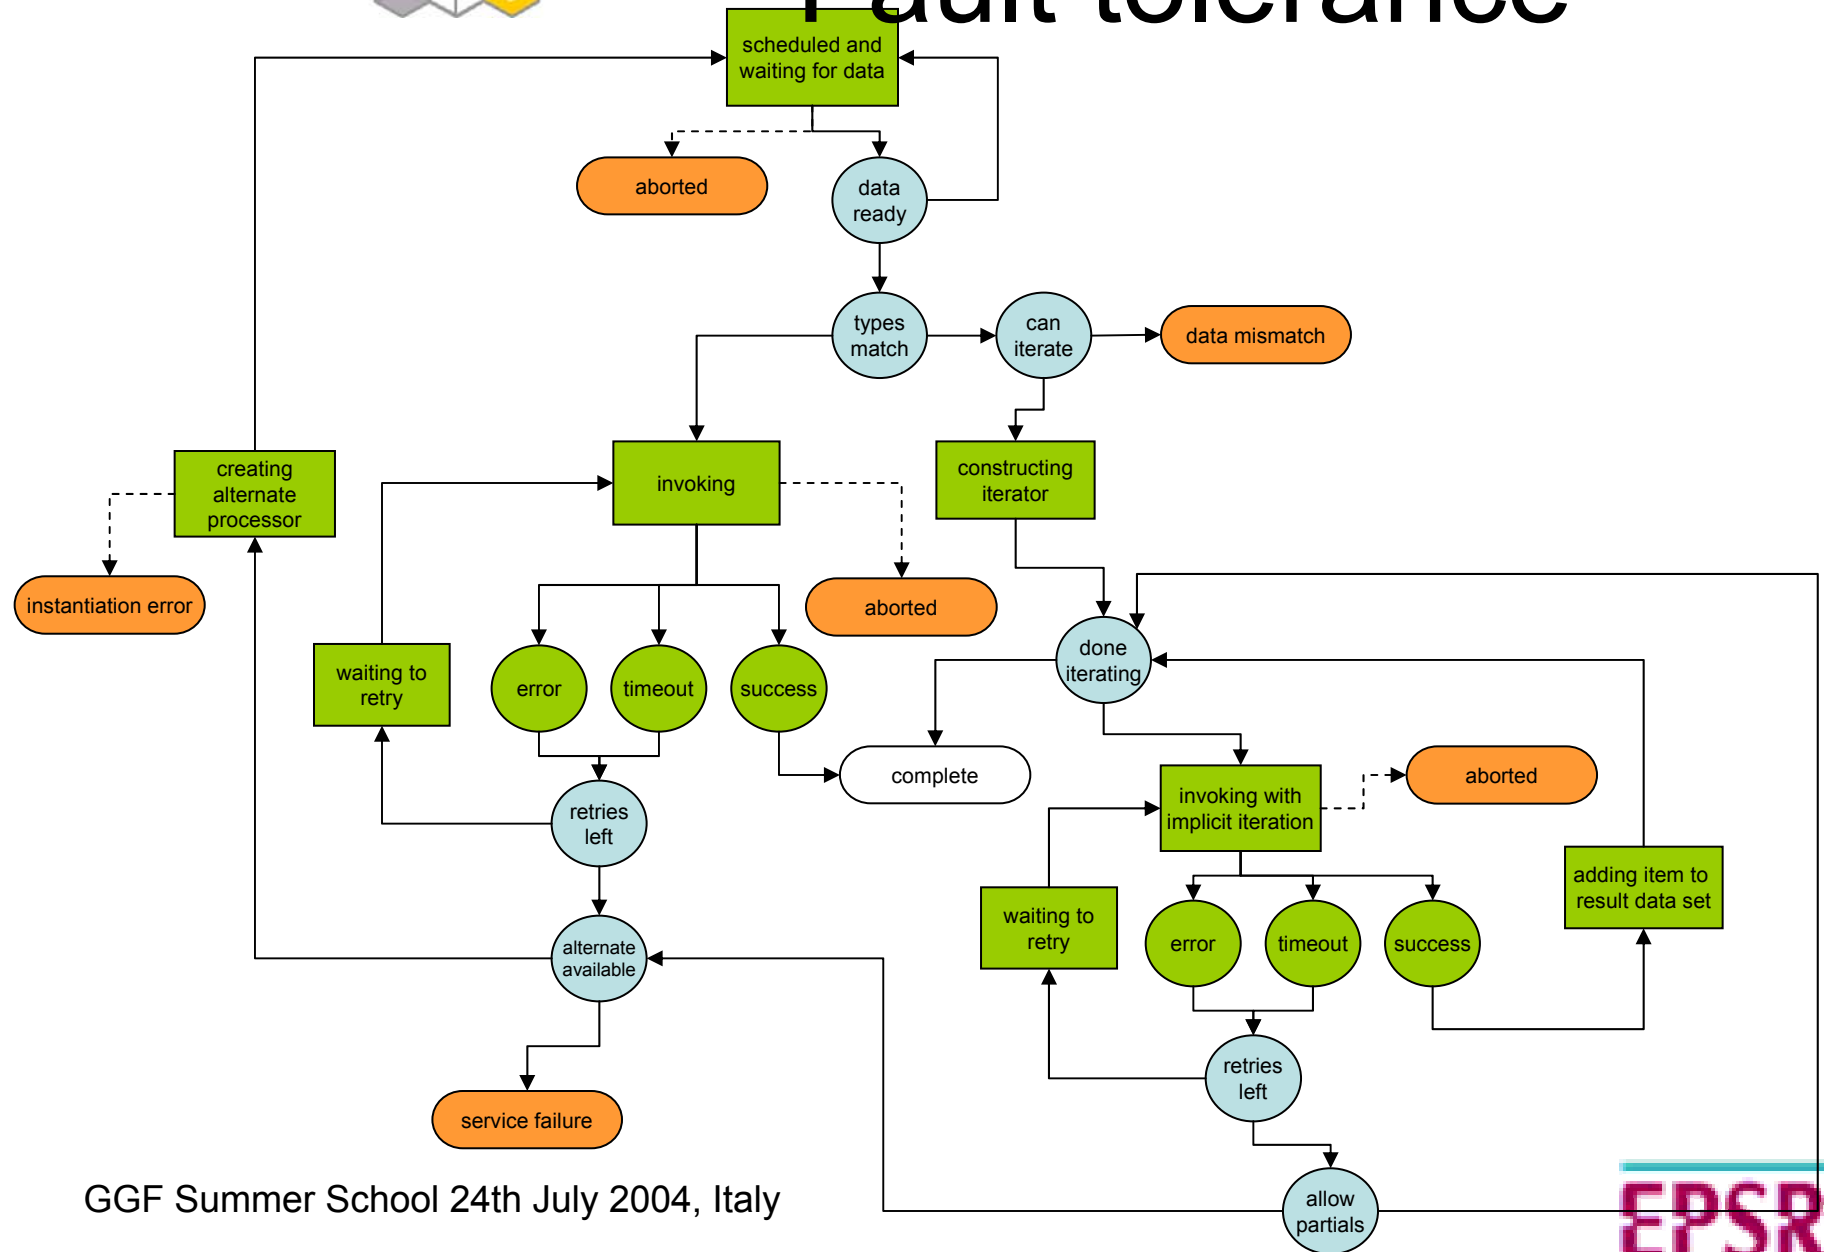 Fault tolerance
scheduled and
waiting for data
aborted
data
ready
types
match
can
iterate
data mismatch
creating
alternate
processor
invoking
constructing
iterator
instantiation error
aborted
waiting to
retry
error
timeout
success
done
iterating
complete
retries
left
invoking with
implicit iteration
aborted
adding item to
result data set
waiting to
retry
error
timeout
success
alternate
available
retries
left
service failure
allow
partials
GGF Summer School 24th July 2004, Italy
EPSR